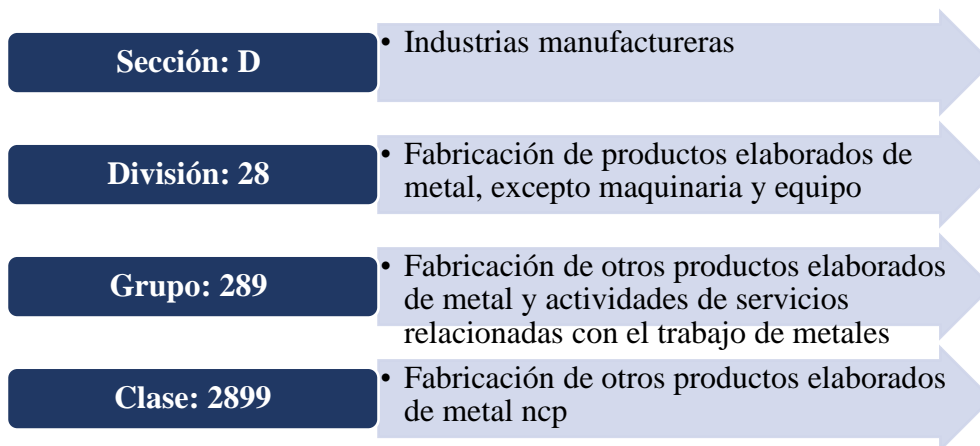 Sección: D
• Industrias manufactureras
División: 28
• Fabricación de productos elaborados de
metal, excepto maquinaria y equipo
Grupo: 289
• Fabricación de otros productos elaborados
de metal y actividades de servicios
relacionadas con el trabajo de metales
Clase: 2899
• Fabricación de otros productos elaborados
de metal ncp